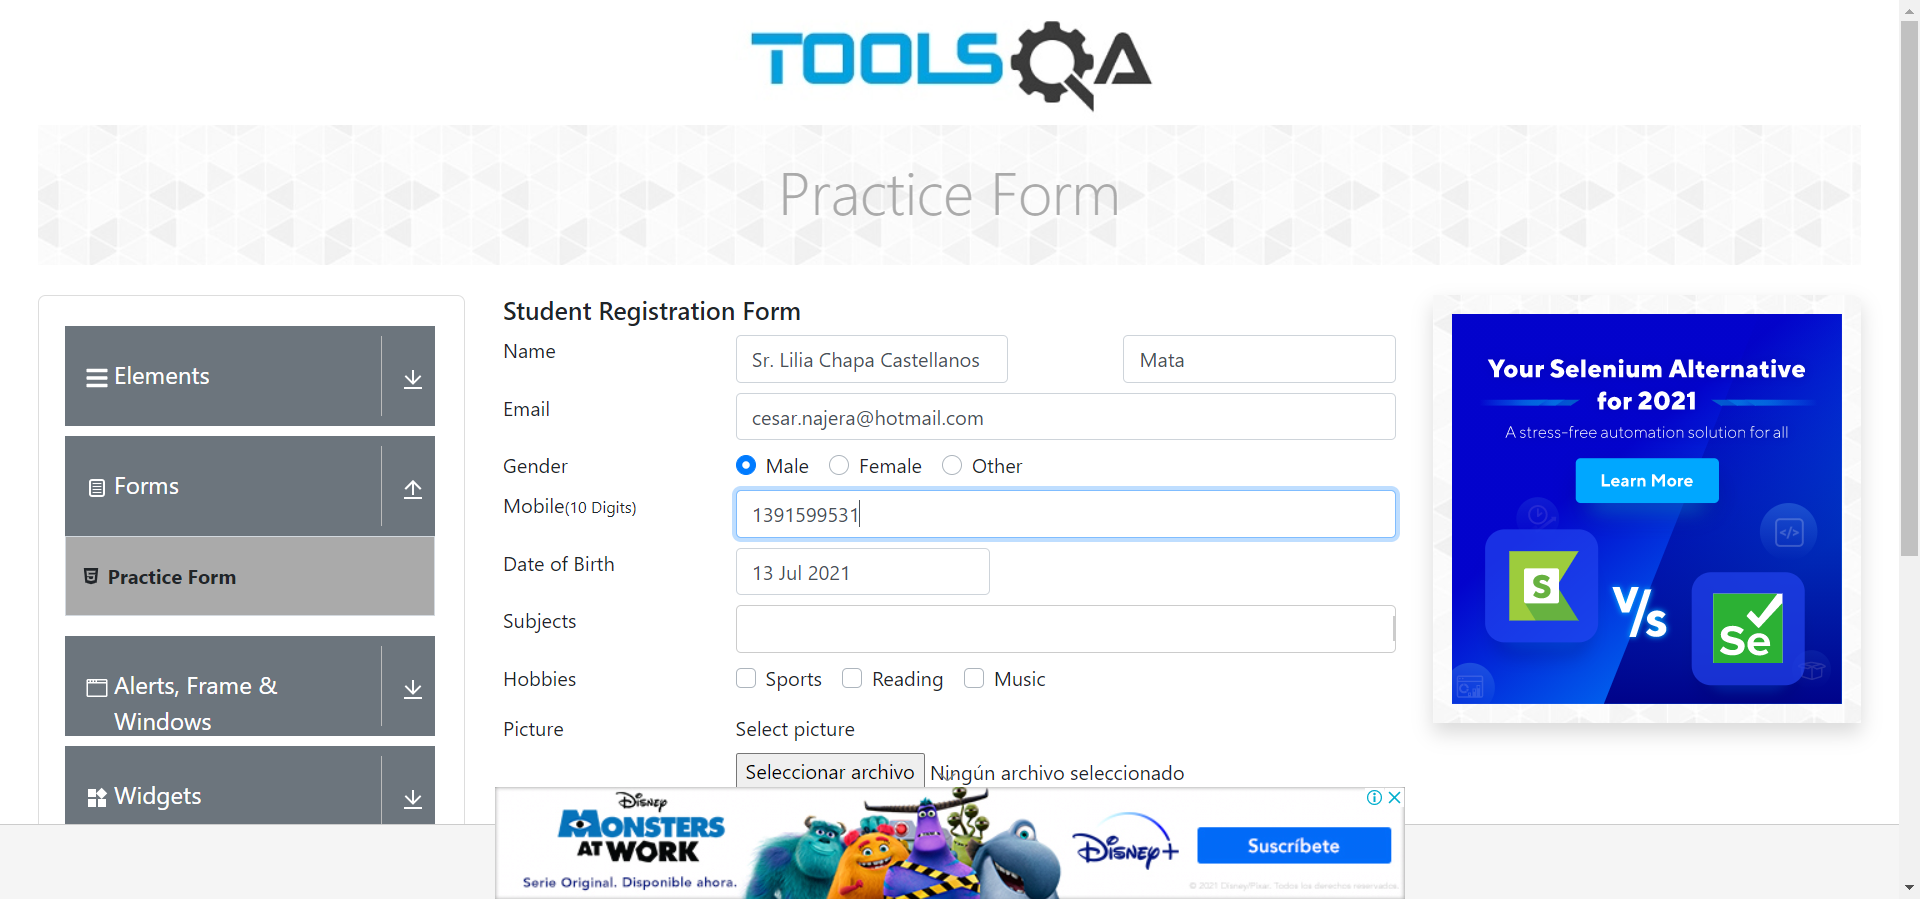 TOOLSQA
Practice Form
Elements
Forms
Practice Form
Alerts, Frame &
Windows
Widgets
Student Registration Form
Name
Sr. Lilia Chapa Castellanos
Mata
Email
cesar.najera@hotmail.com
Gender
Male
Female
Other
Mobile(10 Digits)
1391599531
Date of Birth
13 Jul 2021
Subjects
Hobbies
Sports
Reading
Music
Picture
Select picture
Seleccionar archivo
Ningún archivo seleccionado
Your Selenium Alternative
for 2021
A stress-free automation solution for all
Learn More
</>
S
V/s
Se
Disney
MONSTERS
AT WORK
Serie Original. Disponible ahora.
Disney+
Suscríbete
© 2021 Disney/Pixar. Todos los derechos reservados.